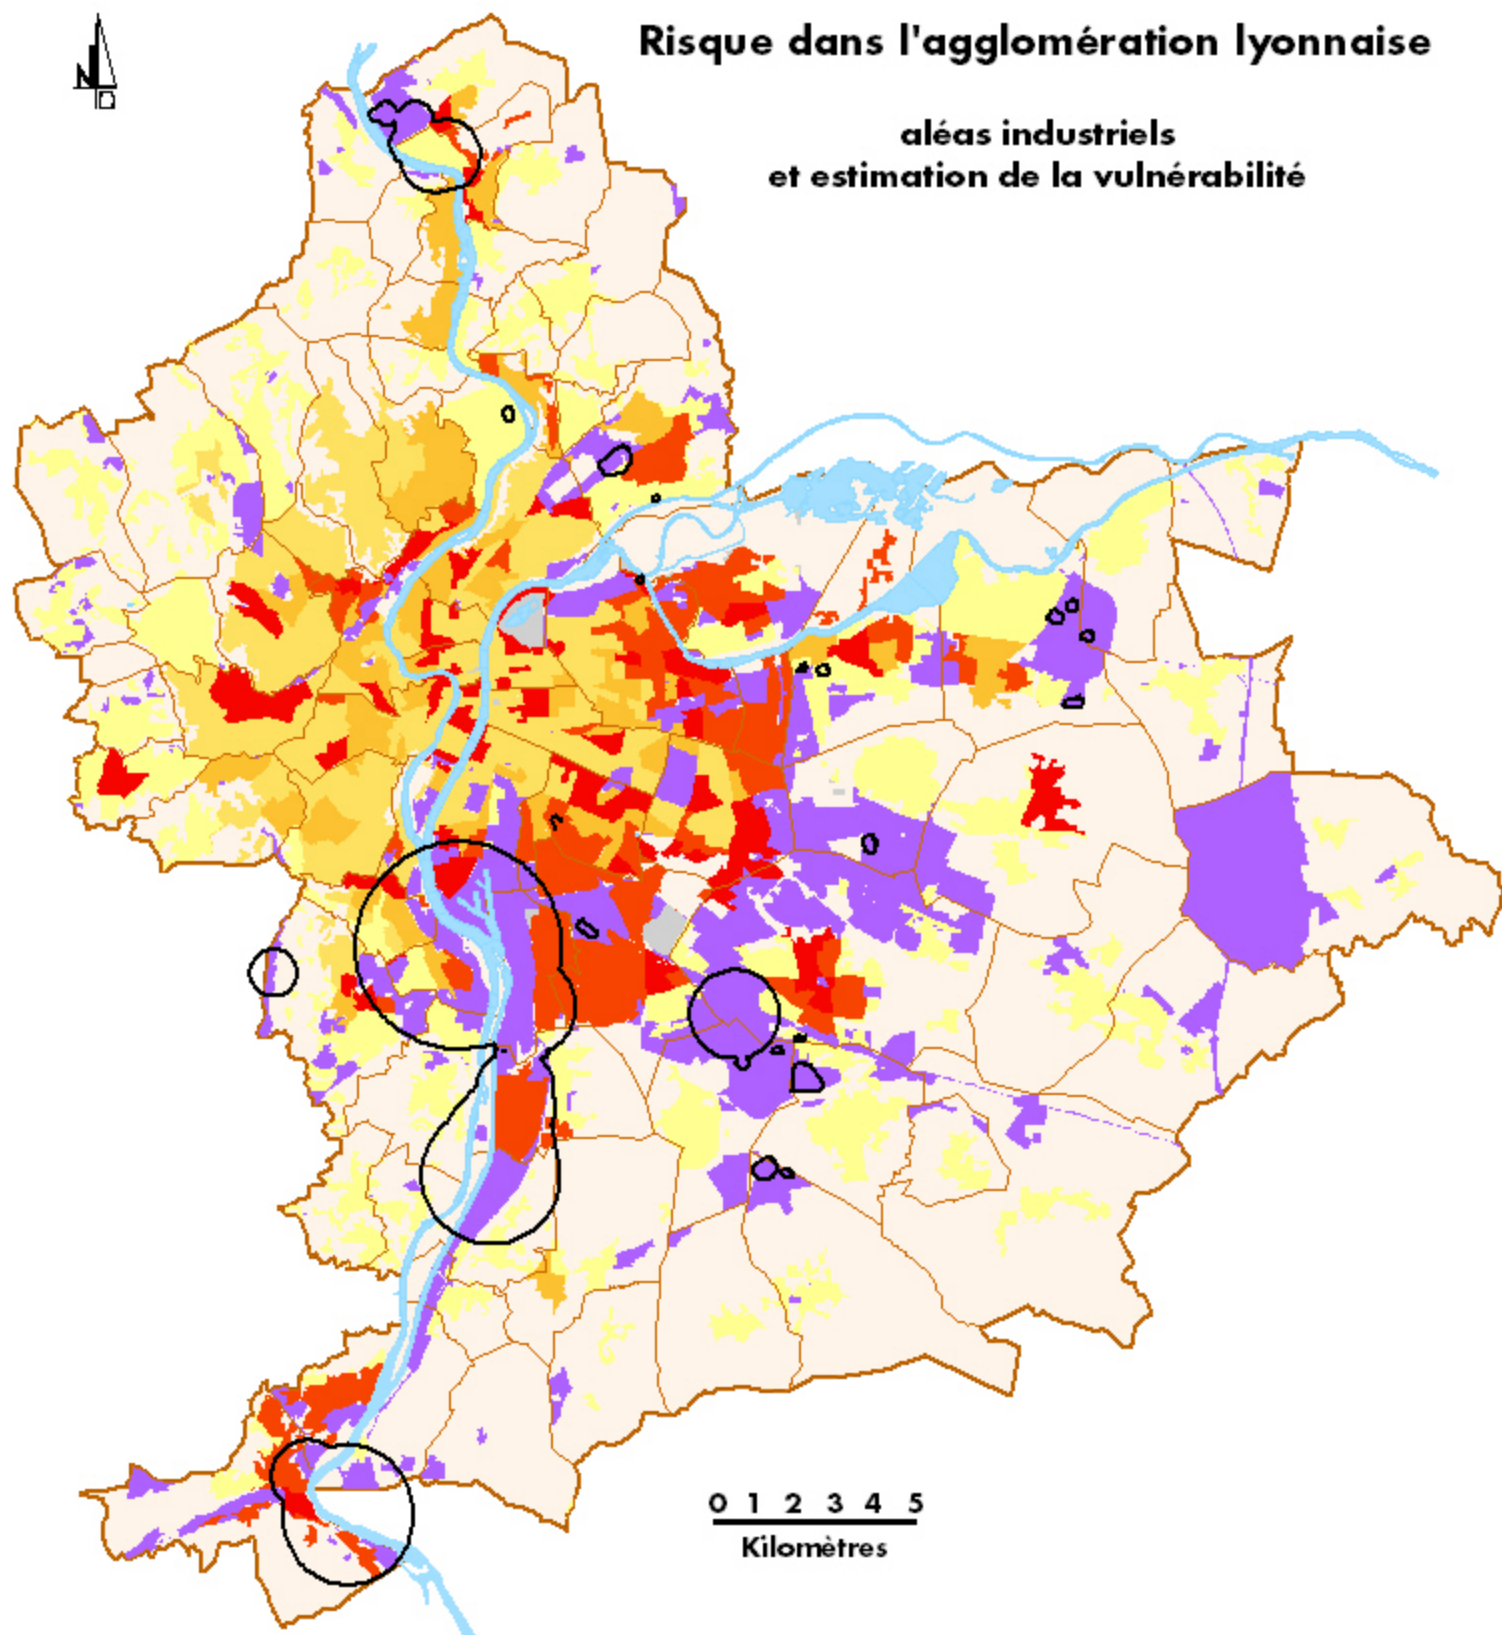 Risque dans l'agglomération lyonnaise
aléas industriels
et estimation de la vulnérabilité
N
0 1 2 3 4 5
Kilomètres